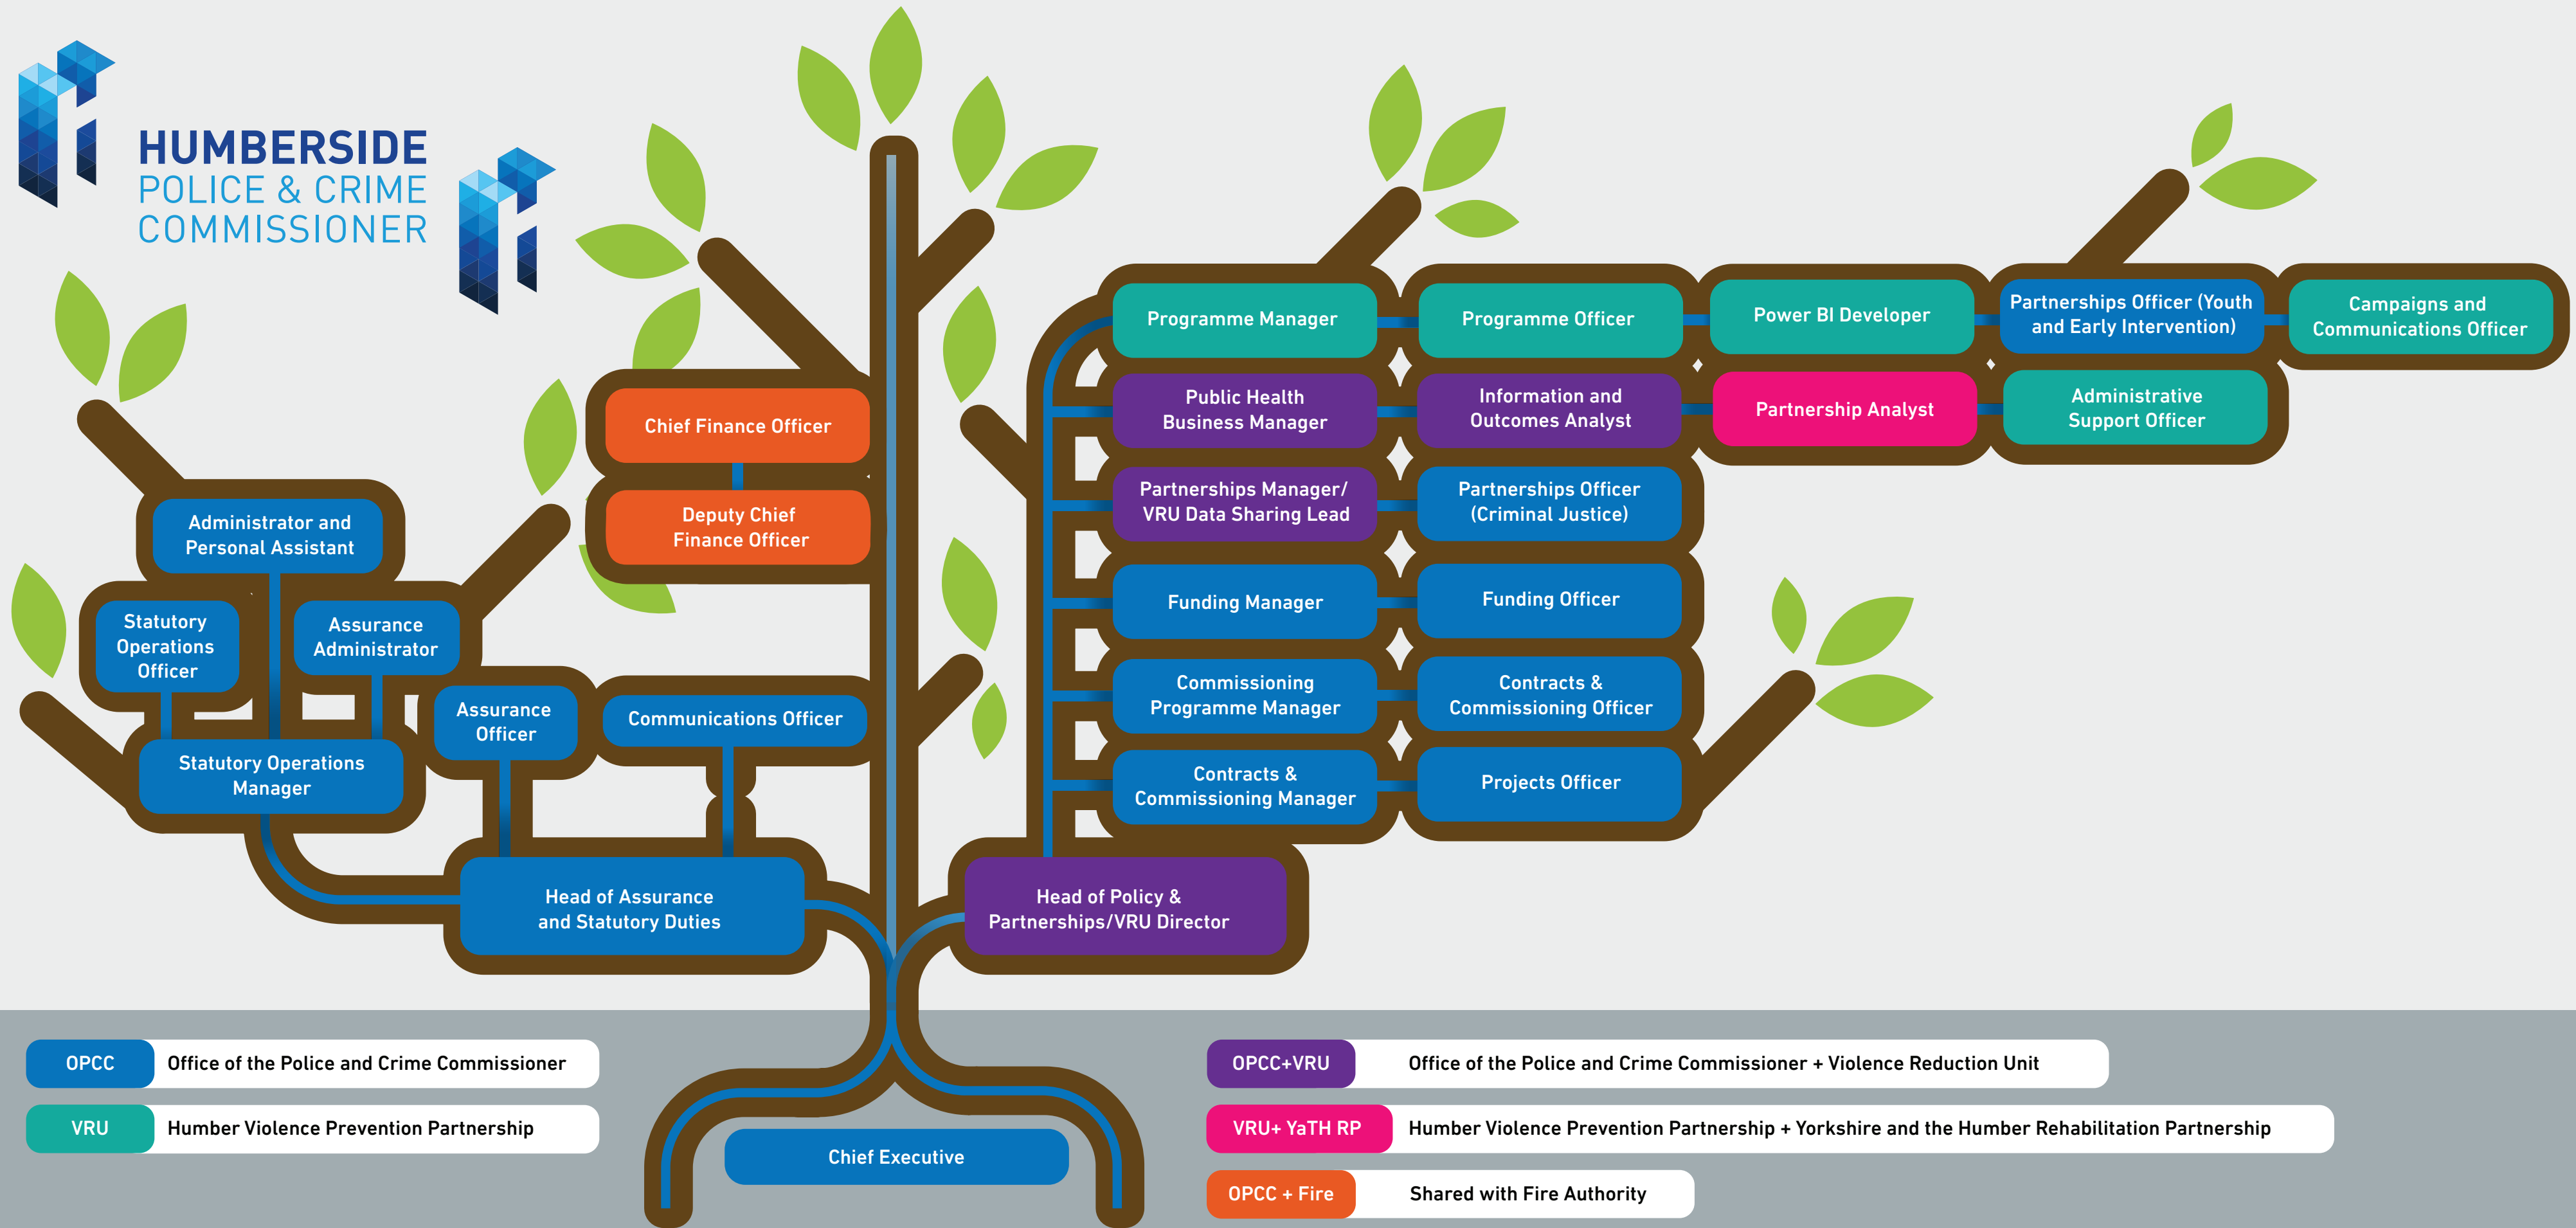 HUMBERSIDE
POLICE & CRIME
COMMISSIONER
Programme Manager
Programme Officer
Power BI Developer
Partnerships Officer (Youth
and Early Intervention)
Campaigns and
Communications Officer
Public Health
Business Manager
Information and
Outcomes Analyst
Partnership Analyst
Administrative
Support Officer
Chief Finance Officer
Deputy Chief
Finance Officer
Partnerships Manager/
VRU Data Sharing Lead
Partnerships Officer
(Criminal Justice)
Administrator and
Personal Assistant
Statutory
Operations
Officer
Assurance
Administrator
Funding Manager
Funding Officer
Assurance
Officer
Communications Officer
Commissioning
Programme Manager
Contracts &
Commissioning Officer
Statutory Operations
Manager
Contracts &
Commissioning Manager
Projects Officer
Head of Assurance
and Statutory Duties
Head of Policy &
Partnerships/VRU Director
OPCC
Office of the Police and Crime Commissioner
VRU
Humber Violence Prevention Partnership
Chief Executive
OPCC+VRU
Office of the Police and Crime Commissioner + Violence Reduction Unit
VRU+ YaTH RP
Humber Violence Prevention Partnership + Yorkshire and the Humber Rehabilitation Partnership
OPCC + Fire
Shared with Fire Authority